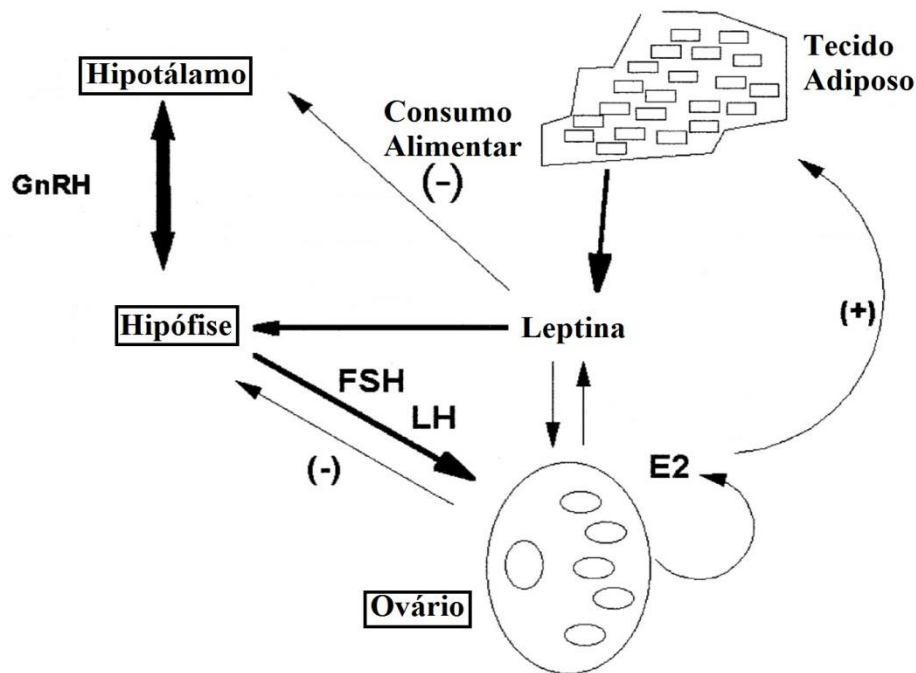 Hipotálamo
Tecido
Adiposo
Consumo
Alimentar
(-)
GnRH
Hipófise
Leptina
(+)
FSH
LH
(-)
E2
Ovário